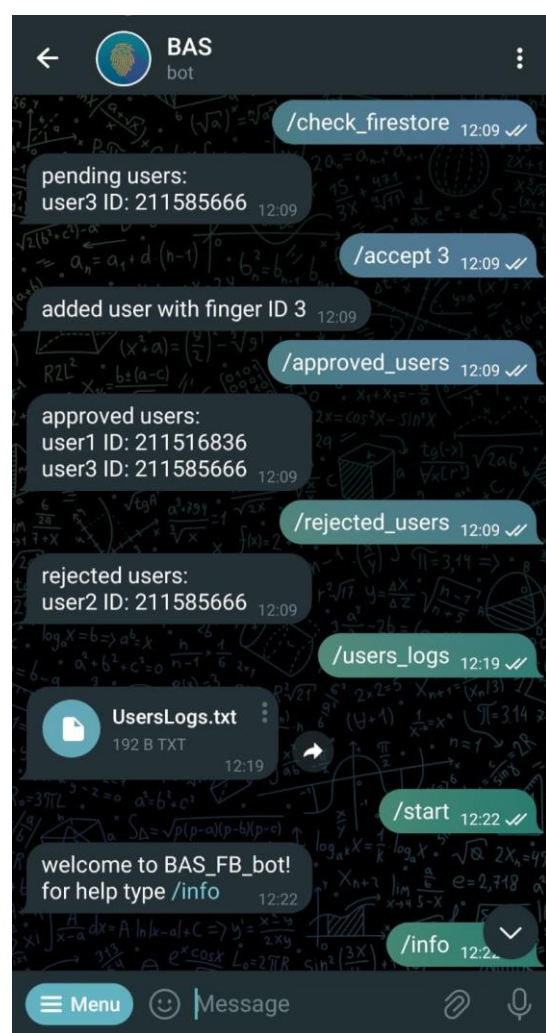 BAS
bot
/check_firestore 12:09
pending users:
user3 ID: 211585666 12:09
/accept 3 12:09
added user with finger ID 3 12:09
/approved_users 12:09
approved users:
user1 ID: 211516836
user3 ID: 211585666 12:09
/rejected_users 12:09
rejected users:
user2 ID: 211585666 12:09
/users_logs 12:19
UsersLogs.txt
192 B TXT
12:19
/start 12:22
welcome to BAS_FB_bot!
for help type /info 12:22
/info
Menu
Message